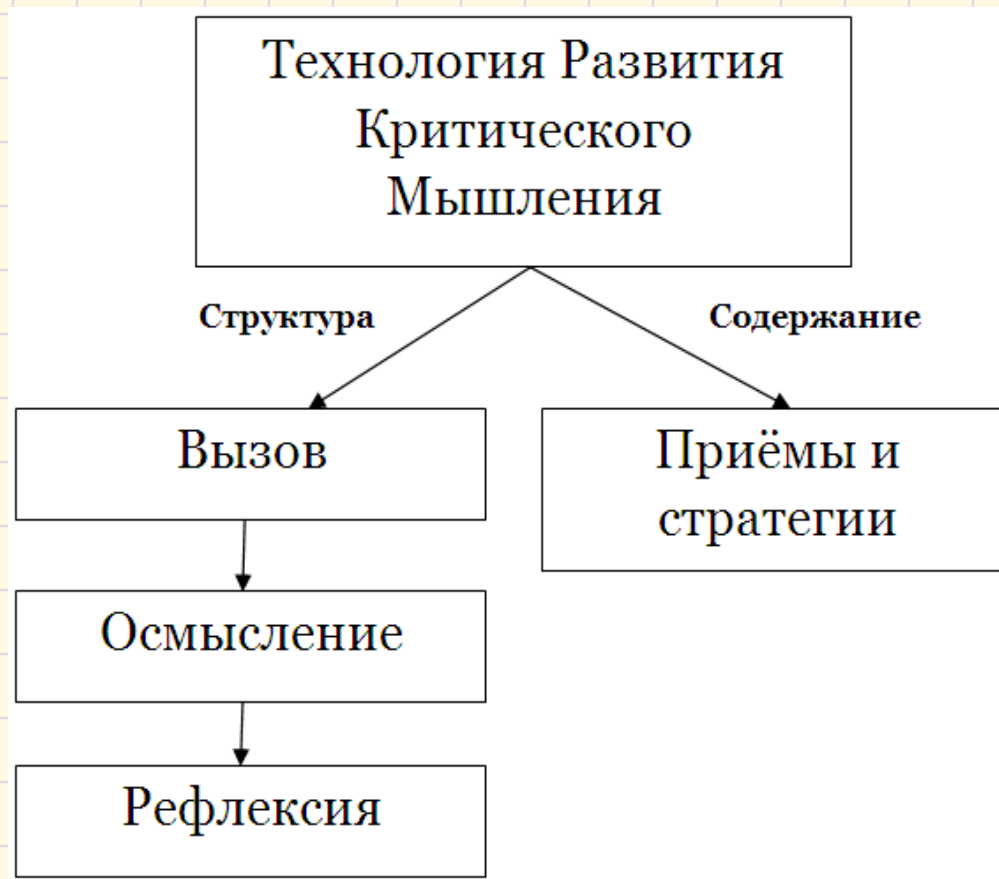 Технология Развития
Критического
Мышления
Структура
Содержание
Вызов
Приёмы и
стратегии
Осмысление
Рефлексия